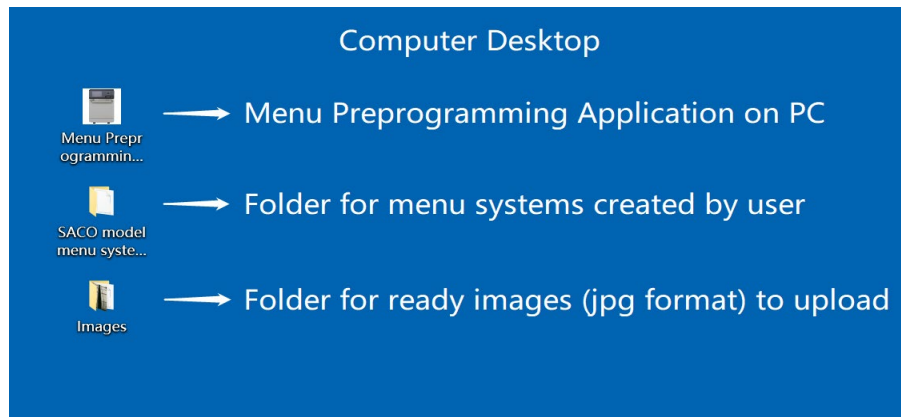 Computer Desktop
Menu Prepr
ogrammin...
Menu Preprogramming Application on PC
SACO model
menu syste...
Folder for menu systems created by user
Images
Folder for ready images (jpg format) to upload